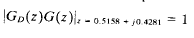 |G_D(z)G(z)|_{z = 0.5158 + j0.4281} = 1